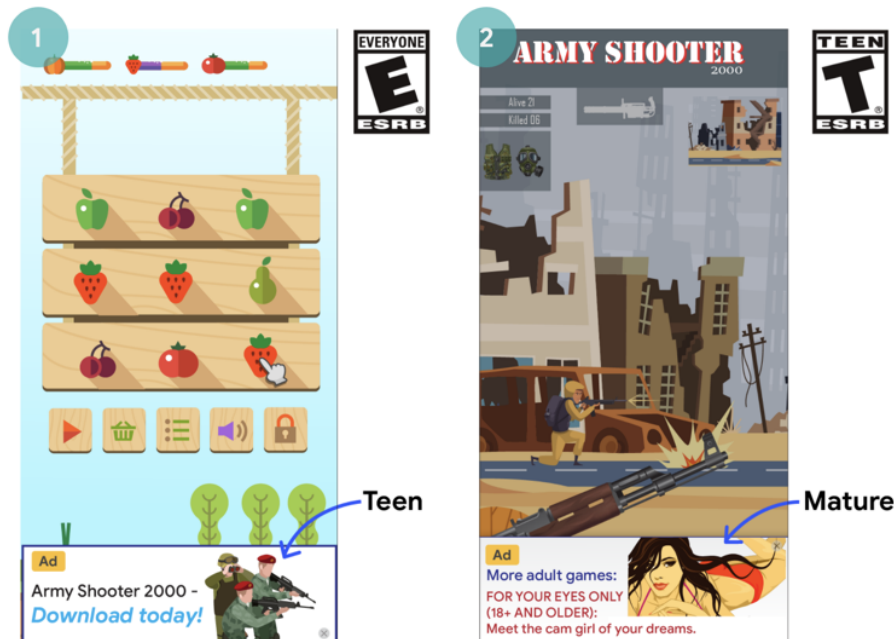 1
EVERYONE
E
®
ESRB
Teen
Ad
Army Shooter 2000 -
Download today!
2
ARMY SHOOTER
2000
TEEN
T
®
ESRB
Alive 21
Killed 06
Mature
Ad
More adult games:
FOR YOUR EYES ONLY
(18+ AND OLDER):
Meet the cam girl of your dreams.